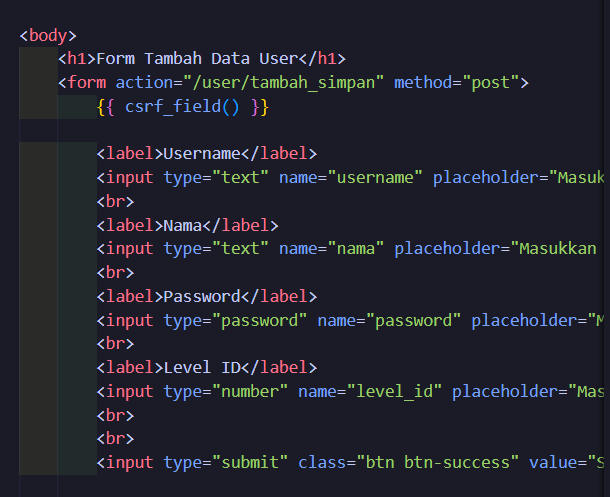 <body>
<h1>Form Tambah Data User</h1>
<form action="/user/tambah_simpan" method="post">
{{ csrf_field() }}
<label>Username</label>
<input type="text" name="username" placeholder="Masuk
<br>
<label>Nama</label>
<input type="text" name="nama" placeholder="Masukkan
<br>
<label>Password</label>
<input type="password" name="password" placeholder="M
<br>
<label>Level ID</label>
<input type="number" name="level_id" placeholder="Mas
<br>
<br>
<input type="submit" class="btn btn-success" value="S